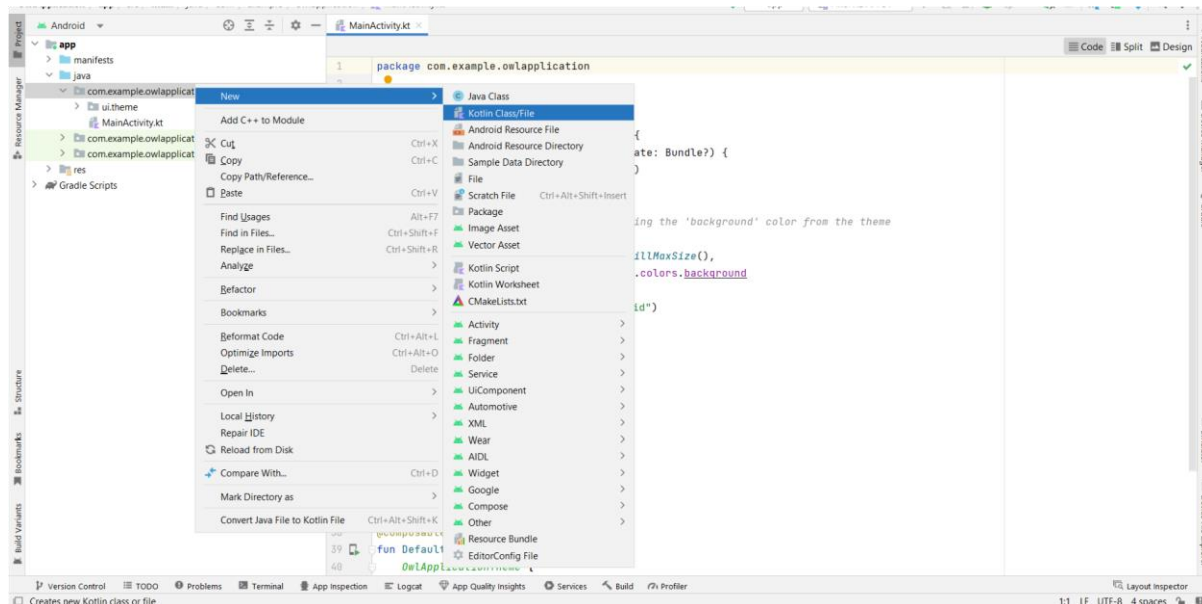 Android
MainActivity.kt
Code Split Design
app
manifests
java
com.example.owlapplicat
ui.theme
MainActivity.kt
com.example.owlapplicat
com.example.owlapplicat
res
Gradle Scripts
Project
Resource Manager
Structure
Bookmarks
Build Variants
New
Add C++ to Module
Cut Ctrl+X
Copy Ctrl+C
Copy Path/Reference...
Paste Ctrl+V
Find Usages Alt+F7
Find in Files... Ctrl+Shift+F
Replace in Files... Ctrl+Shift+R
Analyze
Refactor
Bookmarks
Reformat Code Ctrl+Alt+L
Optimize Imports Ctrl+Alt+O
Delete... Delete
Open In
Local History
Repair IDE
Reload from Disk
Compare With... Ctrl+D
Mark Directory as
Convert Java File to Kotlin File Ctrl+Alt+Shift+K
Java Class
Kotlin Class/File
Android Resource File
Android Resource Directory
Sample Data Directory
File
Scratch File Ctrl+Alt+Shift+Insert
Package
Image Asset
Vector Asset
Kotlin Script
Kotlin Worksheet
CMakeLists.txt
Activity
Fragment
Folder
Service
UiComponent
Automotive
XML
Wear
AIDL
Widget
Google
Compose
Other
Resource Bundle
EditorConfig File
1 package com.example.owlapplication
{
ate: Bundle?) {
)
ing the 'background' color from the theme
illMaxSize(),
.colors.background
id")
@Composable
39 fun Default
40 OwlApplicationTheme {
Version Control TODO Problems Terminal App Inspection Logcat App Quality Insights Services Build Profiler Layout Inspector
Creates new Kotlin class or file 1:1 LF UTF-8 4 spaces